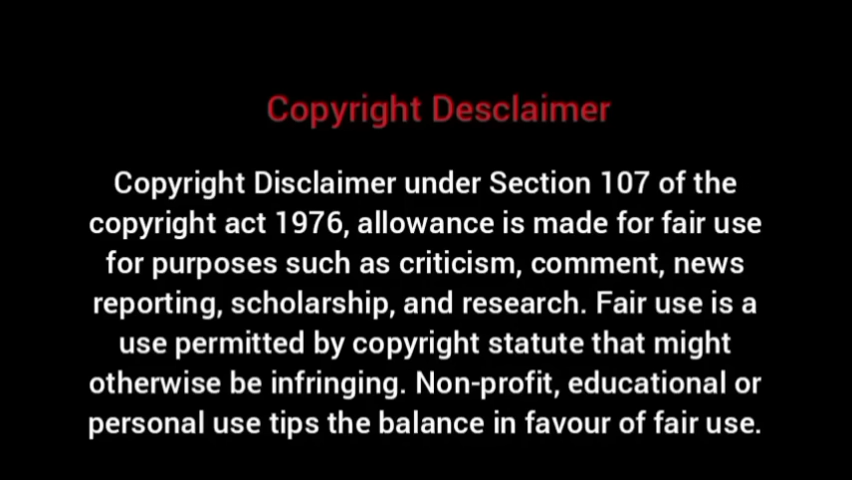 Copyright Desclaimer
Copyright Disclaimer under Section 107 of the
copyright act 1976, allowance is made for fair use
for purposes such as criticism, comment, news
reporting, scholarship, and research. Fair use is a
use permitted by copyright statute that might
otherwise be infringing. Non-profit, educational or
personal use tips the balance in favour of fair use.